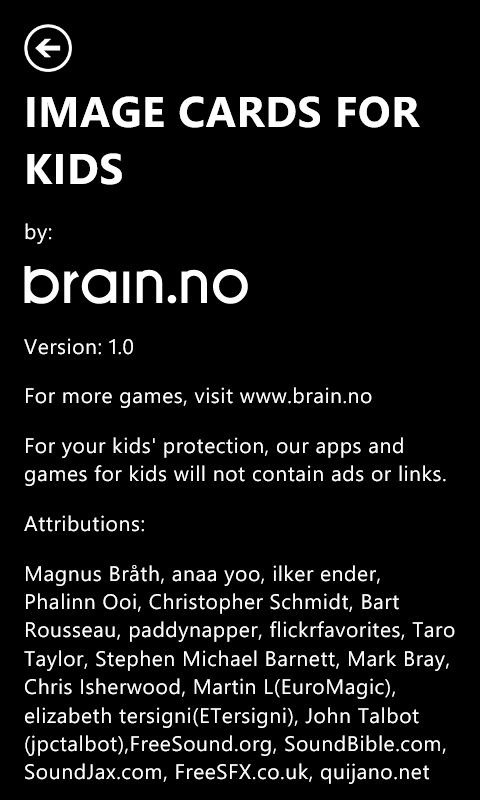 IMAGE CARDS FOR
KIDS
by:
brain.no
Version: 1.0
For more games, visit www.brain.no
For your kids' protection, our apps and
games for kids will not contain ads or links.
Attributions:
Magnus Bråth, anaa yoo, ilker ender,
Phalinn Ooi, Christopher Schmidt, Bart
Rousseau, paddynapper, flickrfavorites, Taro
Taylor, Stephen Michael Barnett, Mark Bray,
Chris Isherwood, Martin L(EuroMagic),
elizabeth tersigni(ETersigni), John Talbot
(jpctalbot),FreeSound.org, SoundBible.com,
SoundJax.com, FreeSFX.co.uk, quijano.net